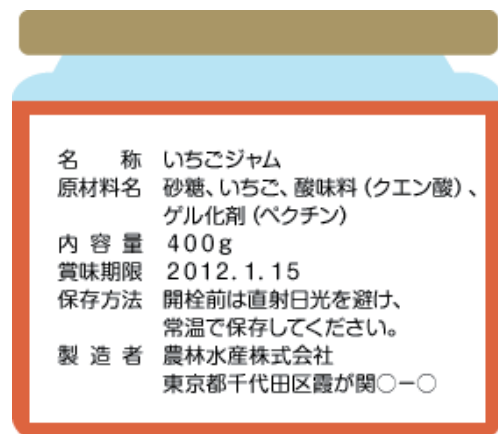 名　　称　いちごジャム
原材料名　砂糖、いちご、酸味料（クエン酸）、
ゲル化剤（ペクチン）
内 容 量　400g
賞味期限　2012.1.15
保存方法　開栓前は直射日光を避け、
常温で保存してください。
製 造 者　農林水産株式会社
東京都千代田区霞が関○ー○